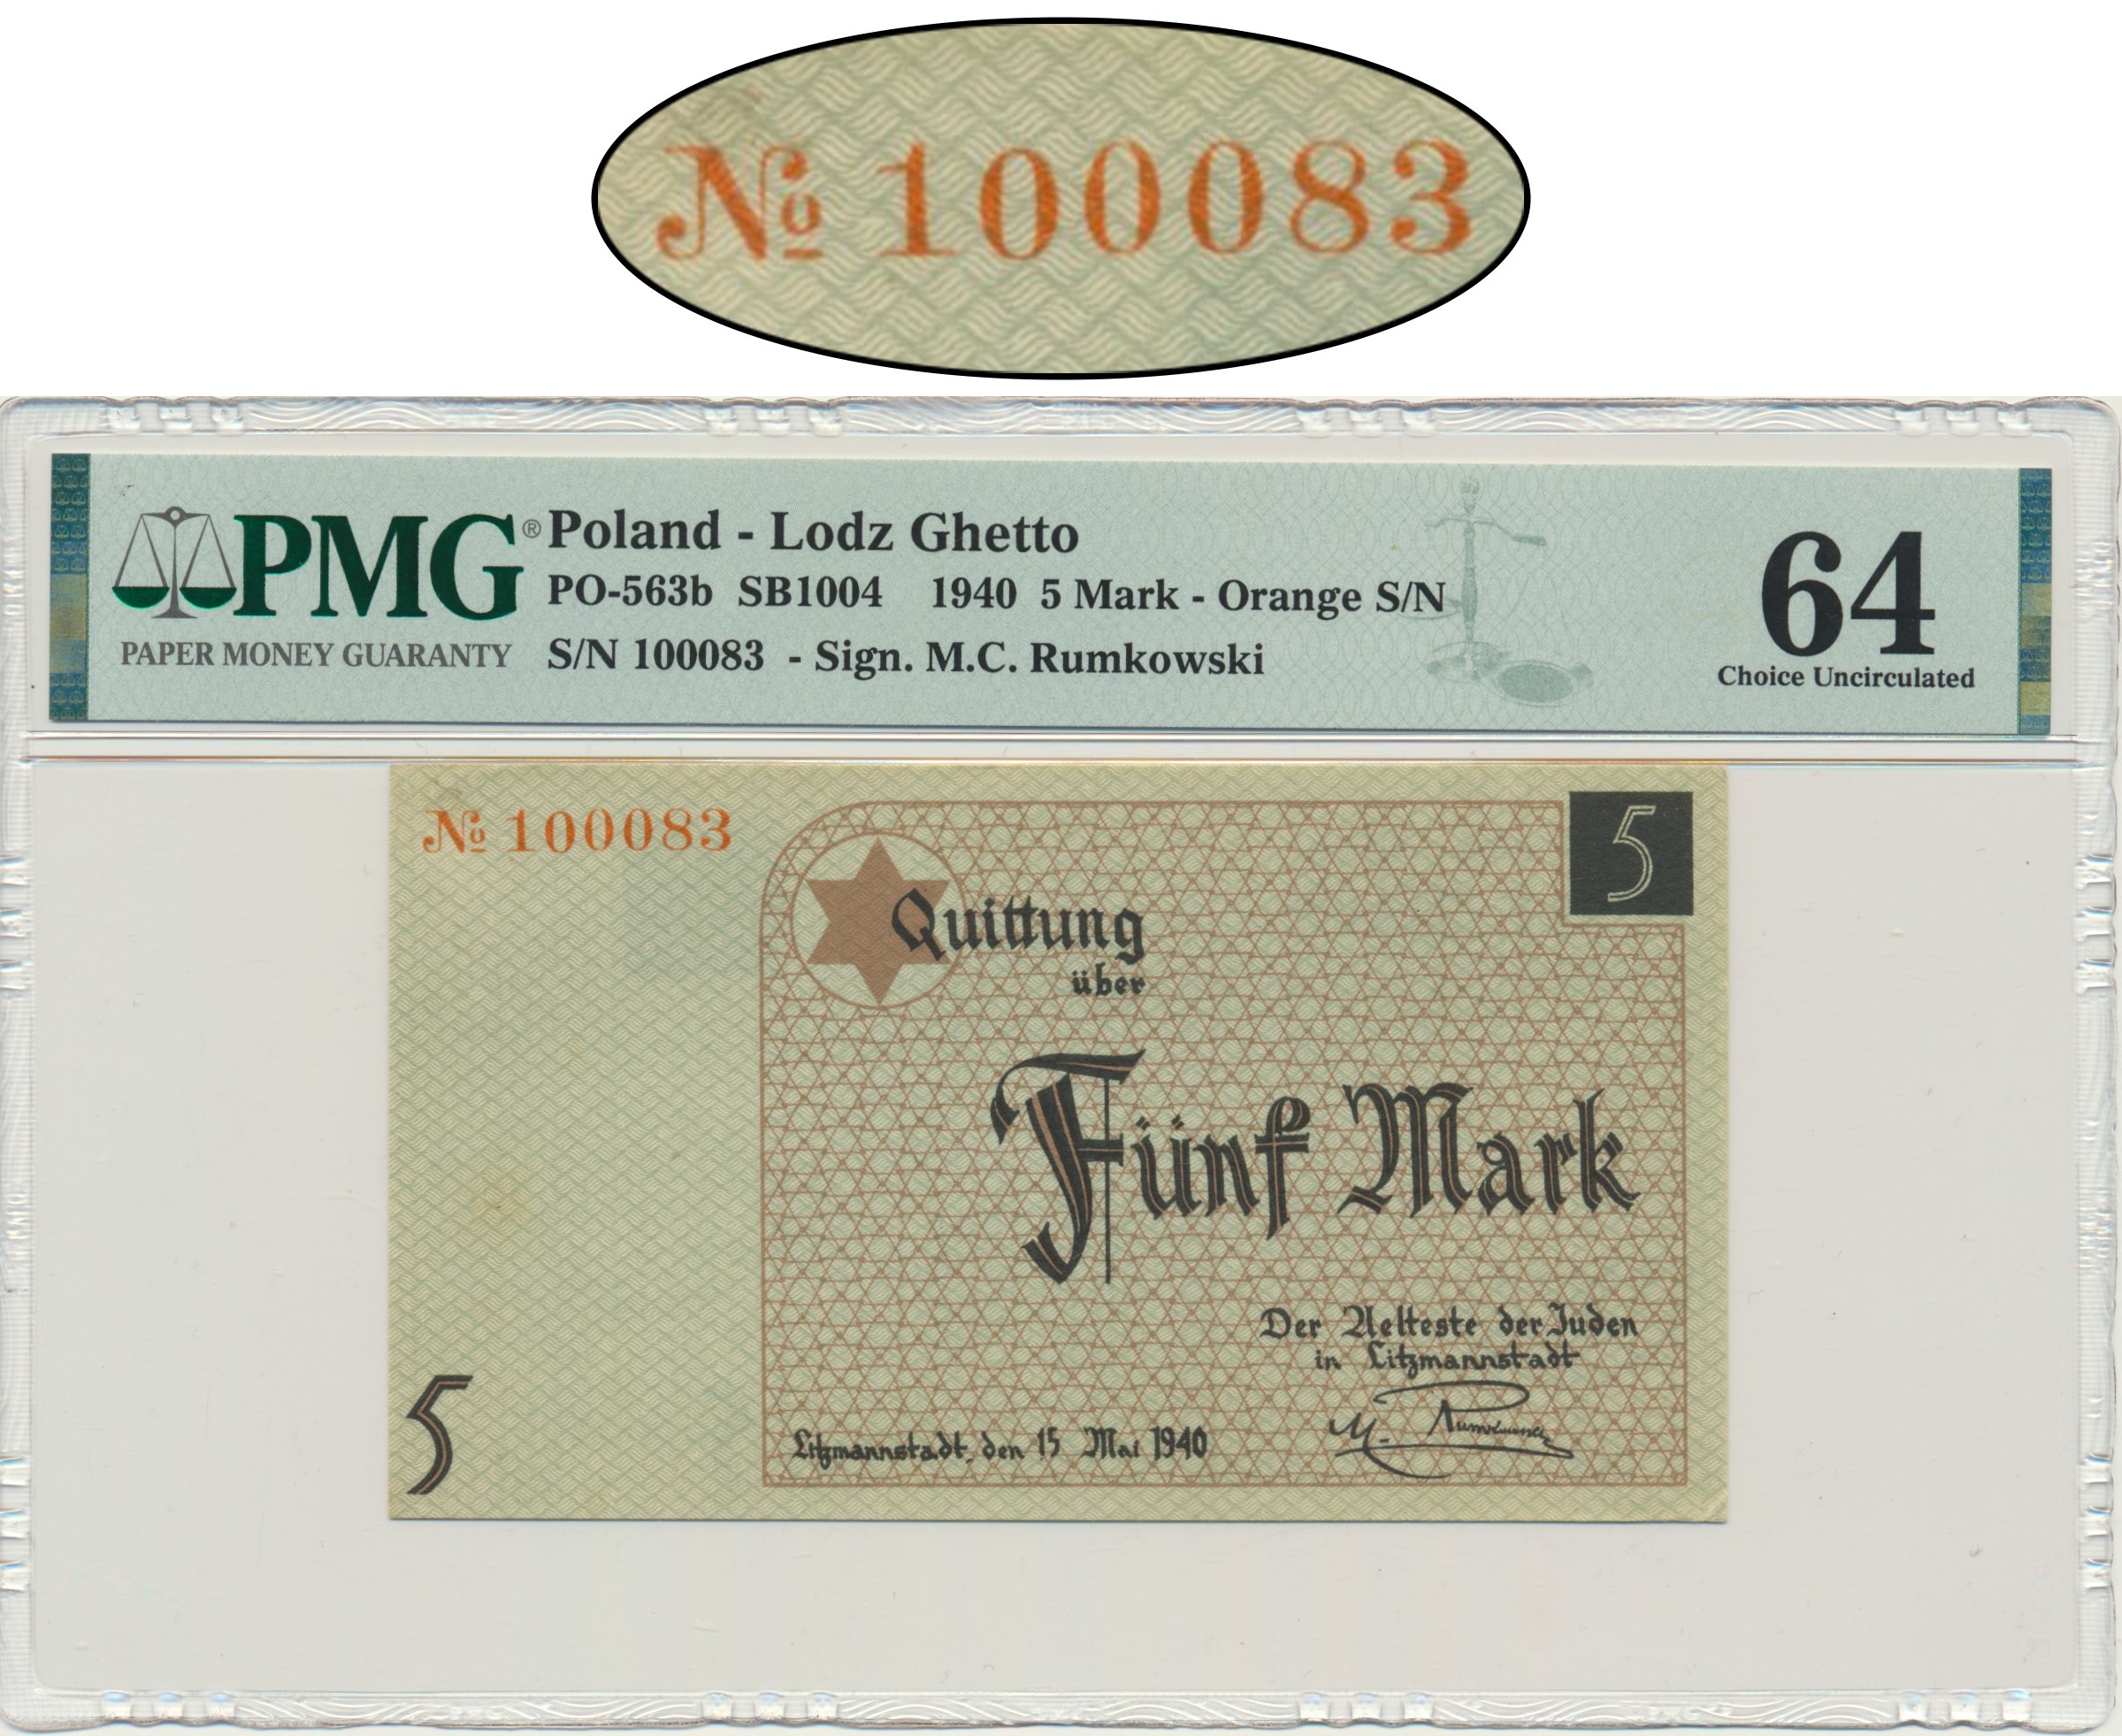 № 100083
PMG®
PAPER MONEY GUARANTY
Poland - Lodz Ghetto
PO-563b SB1004 1940 5 Mark - Orange S/N
S/N 100083 - Sign. M.C. Rumkowski
64
Choice Uncirculated
№ 100083
5
Quittung
über
Fünf Mark
Der Aelteste der Juden
in Litzmannstadt
M. Rumkowski
5
Litzmannstadt, den 15 Mai 1940